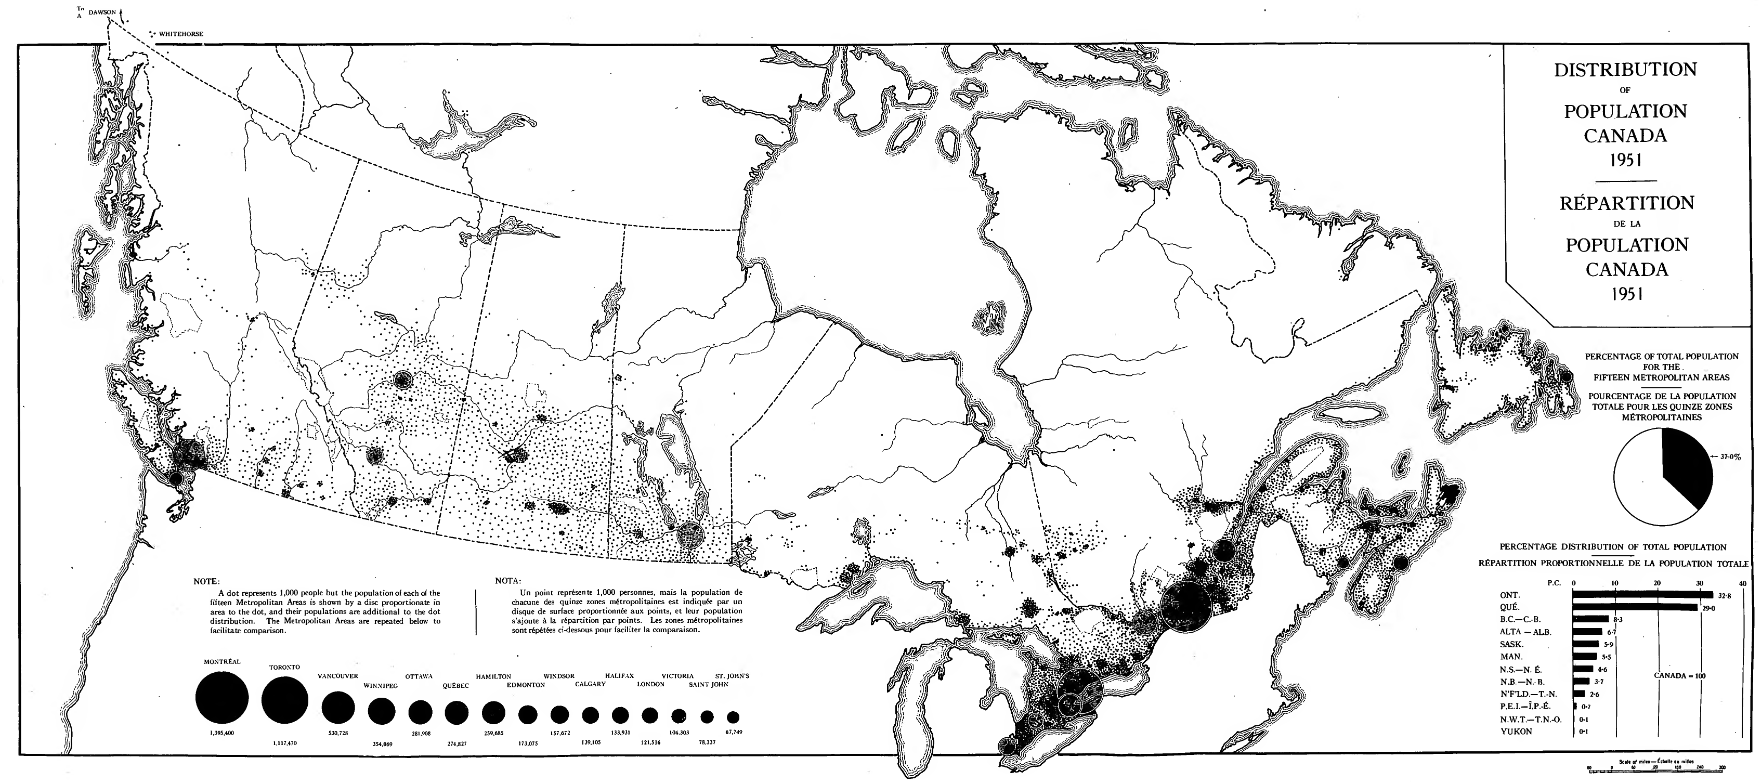 DAWSON
WHITEHORSE
DISTRIBUTION
OF
POPULATION
CANADA
1951
RÉPARTITION
DE LA
POPULATION
CANADA
1951
PERCENTAGE OF TOTAL POPULATION
FOR THE
FIFTEEN METROPOLITAN AREAS
POURCENTAGE DE LA POPULATION
TOTALE POUR LES QUINZE ZONES
MÉTROPOLITAINES
37·0%
PERCENTAGE DISTRIBUTION OF TOTAL POPULATION
RÉPARTITION PROPORTIONNELLE DE LA POPULATION TOTALE
P.C. 0 10 20 30 40
ONT. 32·8
QUÉ. 29·0
B.C.—C.-B. 8·3
ALTA — ALB. 6·7
SASK. 5·9
MAN. 5·5
N.S.—N. É. 4·6
N.B —N.-B. 3·7
N'F'LD.—T.-N. 2·6
P.E.I.—Î.P.-É. 0·7
N.W.T.—T.N.-O. 0·1
YUKON 0·1
CANADA = 100
NOTE:
A dot represents 1,000 people but the population of each of the
fifteen Metropolitan Areas is shown by a disc proportionate in
area to the dot, and their populations are additional to the dot
distribution. The Metropolitan Areas are repeated below to
facilitate comparison.
NOTA:
Un point représente 1,000 personnes, mais la population de
chacune des quinze zones métropolitaines est indiquée par un
disque de surface proportionnée aux points, et leur population
s'ajoute à la répartition par points. Les zones métropolitaines
sont répétées ci-dessous pour faciliter la comparaison.
MONTRÉAL
1,395,400
TORONTO
1,117,470
VANCOUVER
530,728
WINNIPEG
354,069
OTTAWA
281,908
QUÉBEC
274,827
HAMILTON
259,685
EDMONTON
173,075
WINDSOR
157,672
CALGARY
139,105
HALIFAX
133,931
LONDON
121,516
VICTORIA
104,303
SAINT JOHN
78,337
ST. JOHN'S
67,749
Scale of miles — Échelle en milles